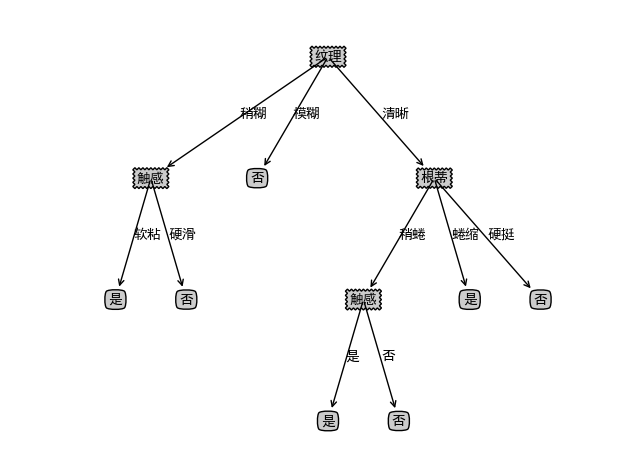 纹理
稍糊
模糊
清晰
触感
否
根蒂
软粘
硬滑
稍蜷
蜷缩
硬挺
是
否
触感
是
否
是
否
是
否